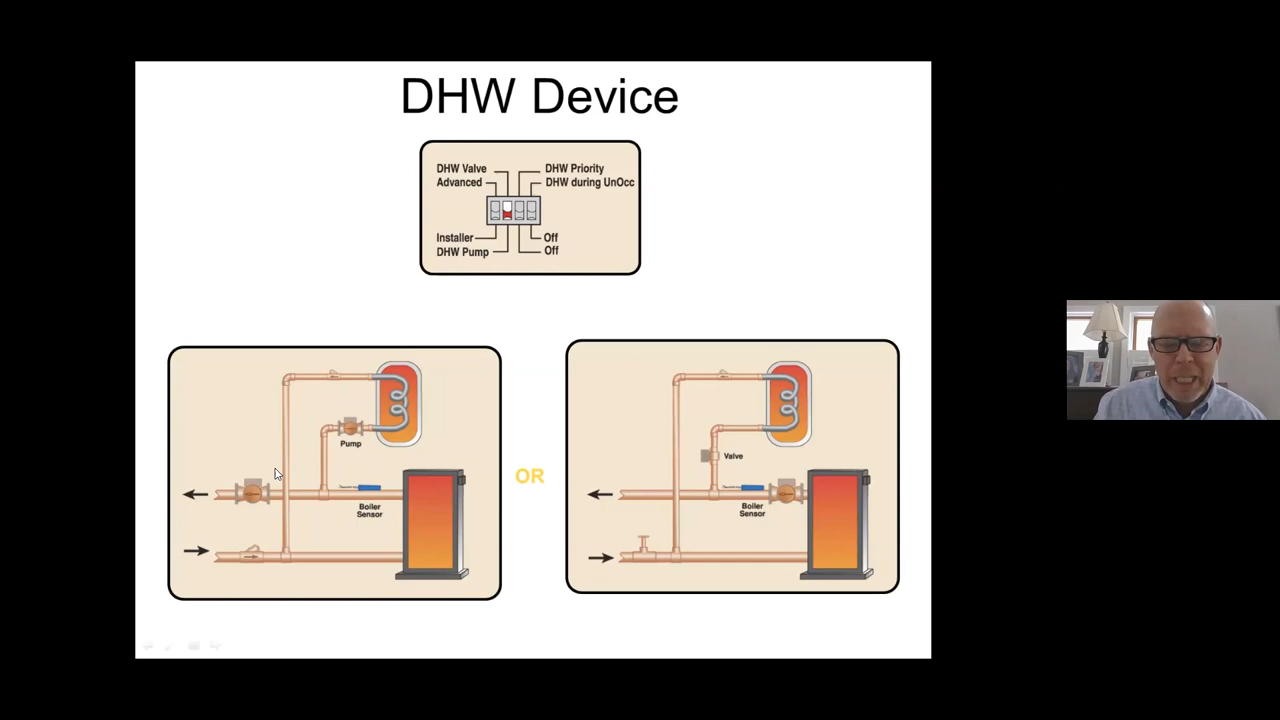 DHW Device
DHW Valve
DHW Priority
Advanced
DHW during UnOcc
Installer
Off
DHW Pump
Off
Pump
Boiler
Sensor
OR
Valve
Boiler
Sensor